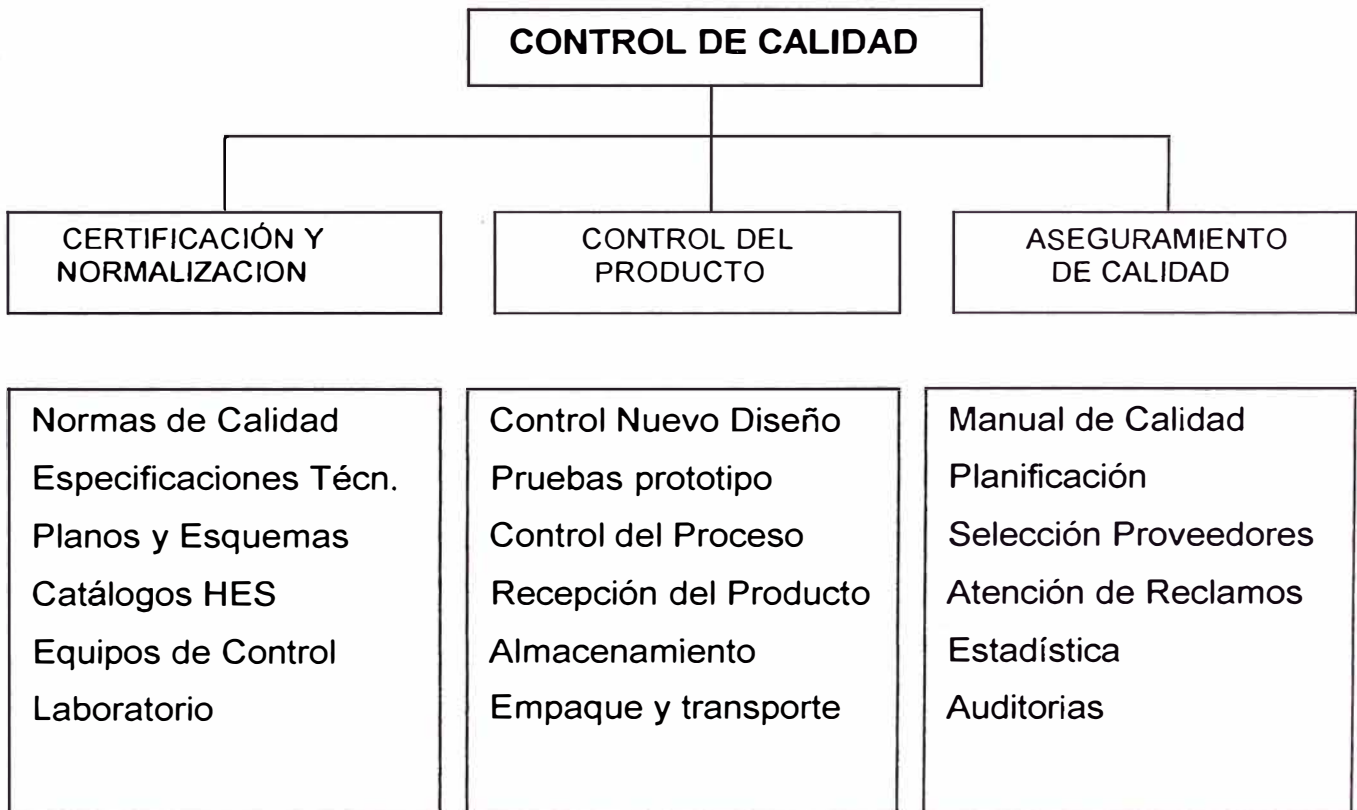 CONTROL DE CALIDAD
CERTIFICACIÓN Y
NORMALIZACION
CONTROL DEL
PRODUCTO
ASEGURAMIENTO
DE CALIDAD
Normas de Calidad
Especificaciones Técn.
Planos y Esquemas
Catálogos HES
Equipos de Control
Laboratorio
Control Nuevo Diseño
Pruebas prototipo
Control del Proceso
Recepción del Producto
Almacenamiento
Empaque y transporte
Manual de Calidad
Planificación
Selección Proveedores
Atención de Reclamos
Estadística
Auditorias